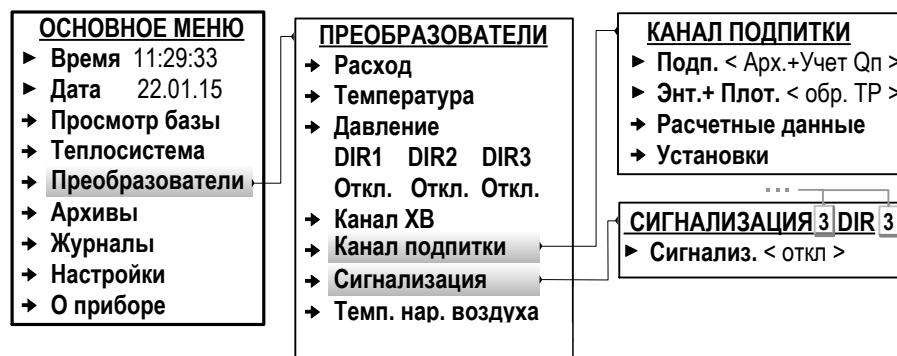 ОСНОВНОЕ МЕНЮ
Время 11:29:33
Дата 22.01.15
Просмотр базы
Теплосистема
Преобразователи
Архивы
Журналы
Настройки
О приборе
ПРЕОБРАЗОВАТЕЛИ
Расход
Температура
Давление
DIR1 DIR2 DIR3
Откл. Откл. Откл.
Канал ХВ
Канал подпитки
Сигнализация
Темп. нар. воздуха
КАНАЛ ПОДПИТКИ
Подп. < Арх.+Учет Qп >
Энт.+ Плот. < обр. ТР >
Расчетные данные
Установки
...
СИГНАЛИЗАЦИЯ 3 DIR 3
Сигнализ. < откл >